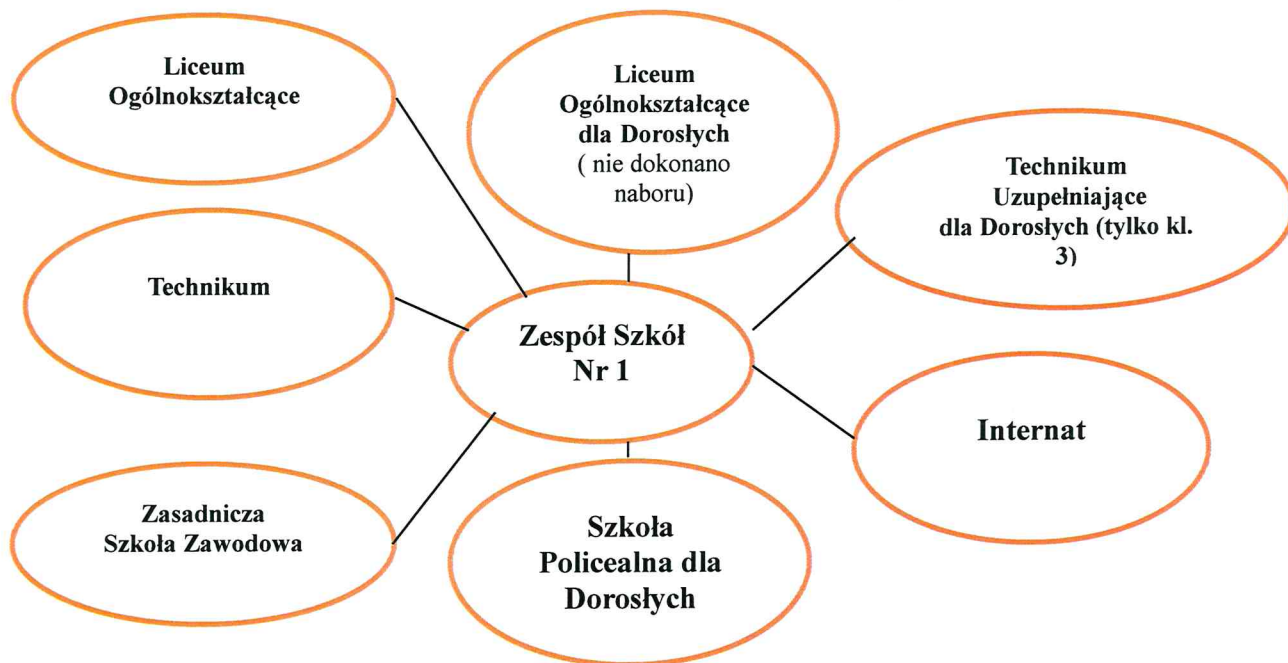 Liceum
Ogólnokształcące
Liceum
Ogólnokształcące
dla Dorosłych
( nie dokonano
naboru)
Technikum
Uzupełniające
dla Dorosłych (tylko kl.
3)
Technikum
Zespół Szkół
Nr 1
Internat
Zasadnicza
Szkoła Zawodowa
Szkoła
Policealna dla
Dorosłych